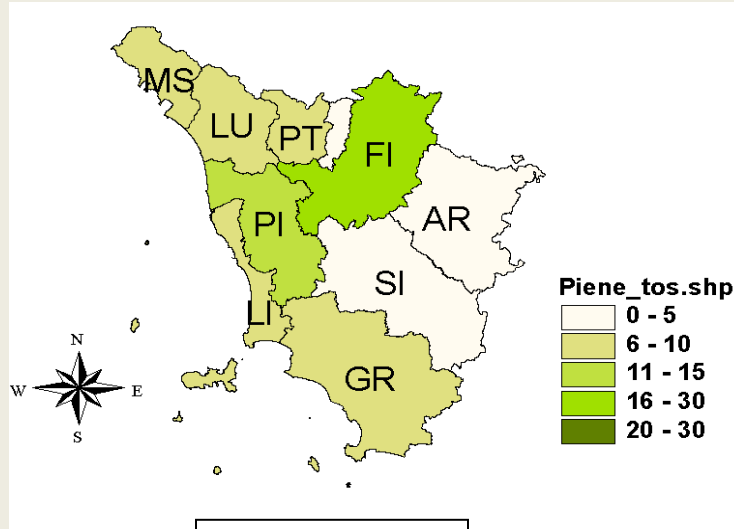 MS
LU
PT
FI
PI
AR
SI
LI
GR
N
W
E
S
Piene_tos.shp
0 - 5
6 - 10
11 - 15
16 - 30
20 - 30